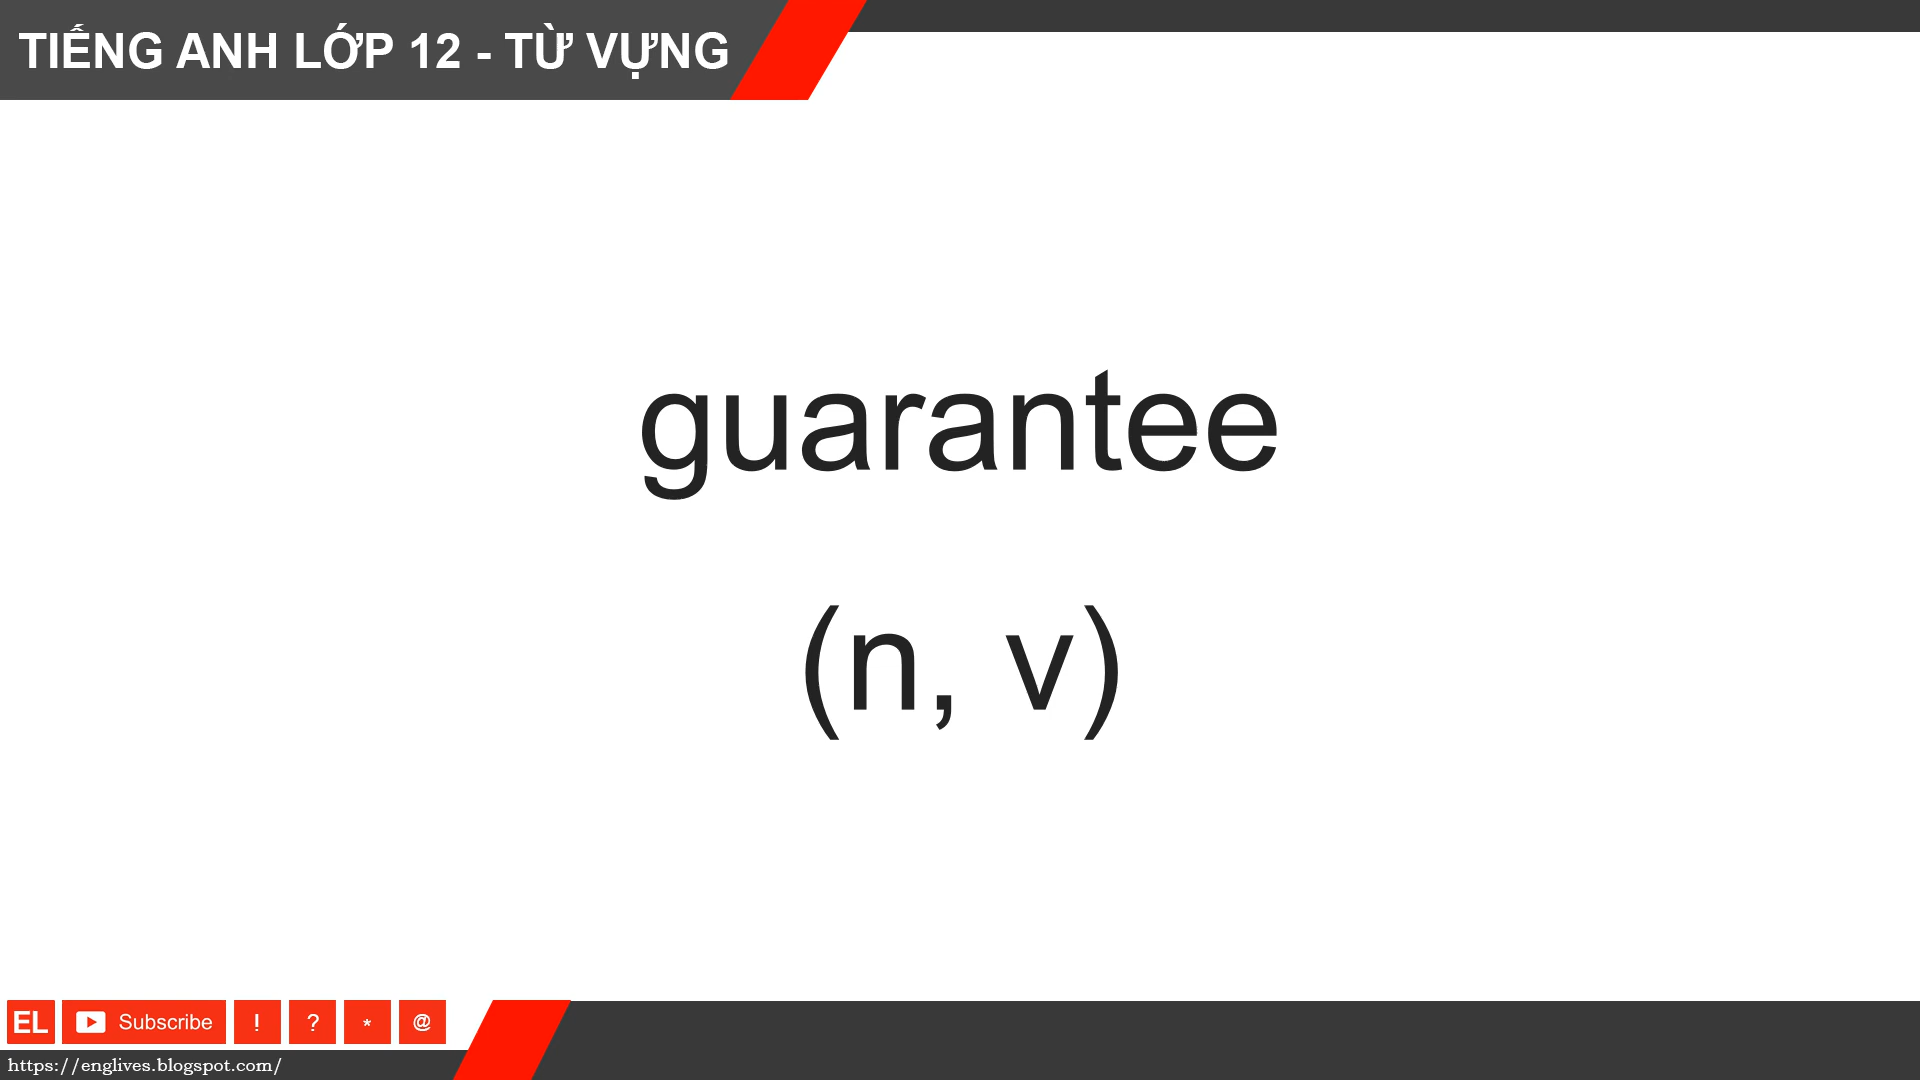 TIẾNG ANH LỚP 12 - TỪ VỰNG
guarantee
(n, v)
EL Subscribe ! ? * @
https://englives.blogspot.com/